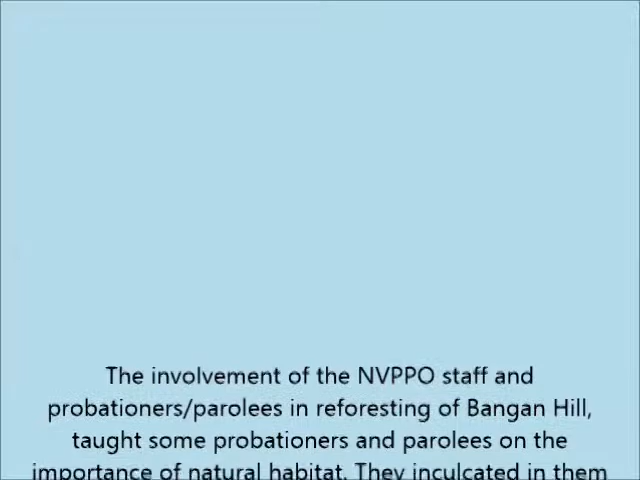 The involvement of the NVPPO staff and
probationers/parolees in reforesting of Bangan Hill,
taught some probationers and parolees on the
importance of natural habitat. They inculcated in them